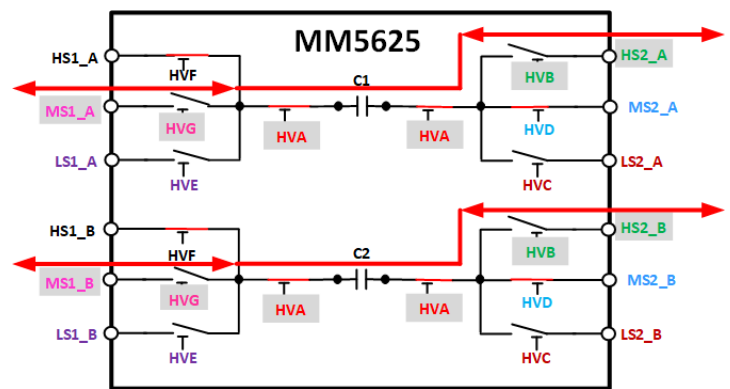 MM5625
HS1_A
HVF
C1
HVB
HS2_A
MS1_A
HVG
HVA
HVA
HVD
MS2_A
LS1_A
HVE
HVC
LS2_A
HS1_B
HVF
C2
HVB
HS2_B
MS1_B
HVG
HVA
HVA
HVD
MS2_B
LS1_B
HVE
HVC
LS2_B